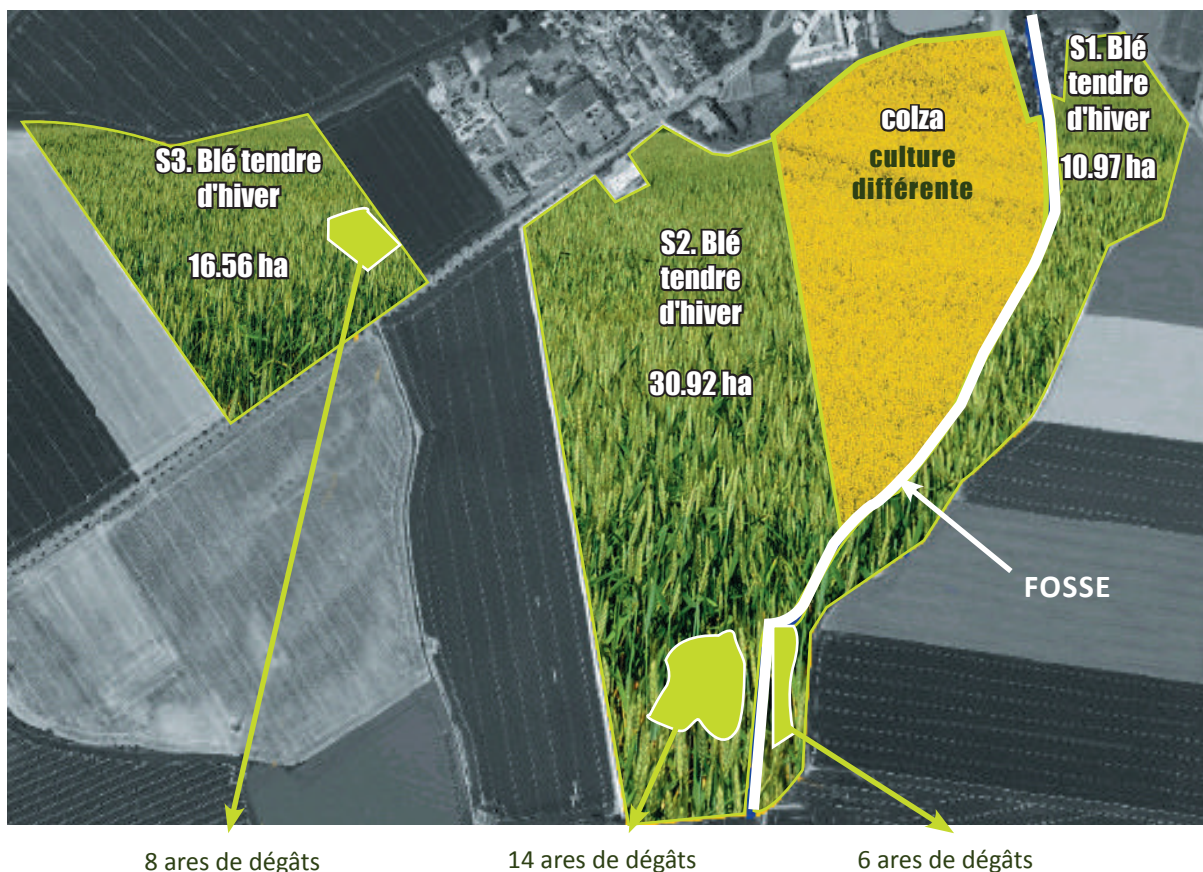 S1. Blé
tendre
d'hiver
10.97 ha
colza
culture
différente
S3. Blé tendre
d'hiver
16.56 ha
S2. Blé
tendre
d'hiver
30.92 ha
FOSSE
8 ares de dégâts
14 ares de dégâts
6 ares de dégâts